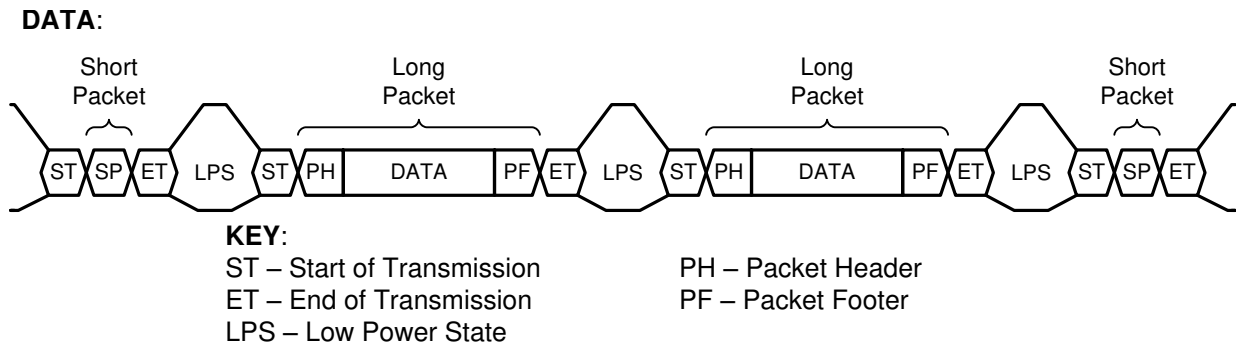 DATA:
Short Packet
Long Packet
Long Packet
Short Packet
ST SP ET LPS ST PH DATA PF ET LPS ST PH DATA PF ET LPS ST SP ET
KEY:
ST – Start of Transmission
PH – Packet Header
ET – End of Transmission
PF – Packet Footer
LPS – Low Power State